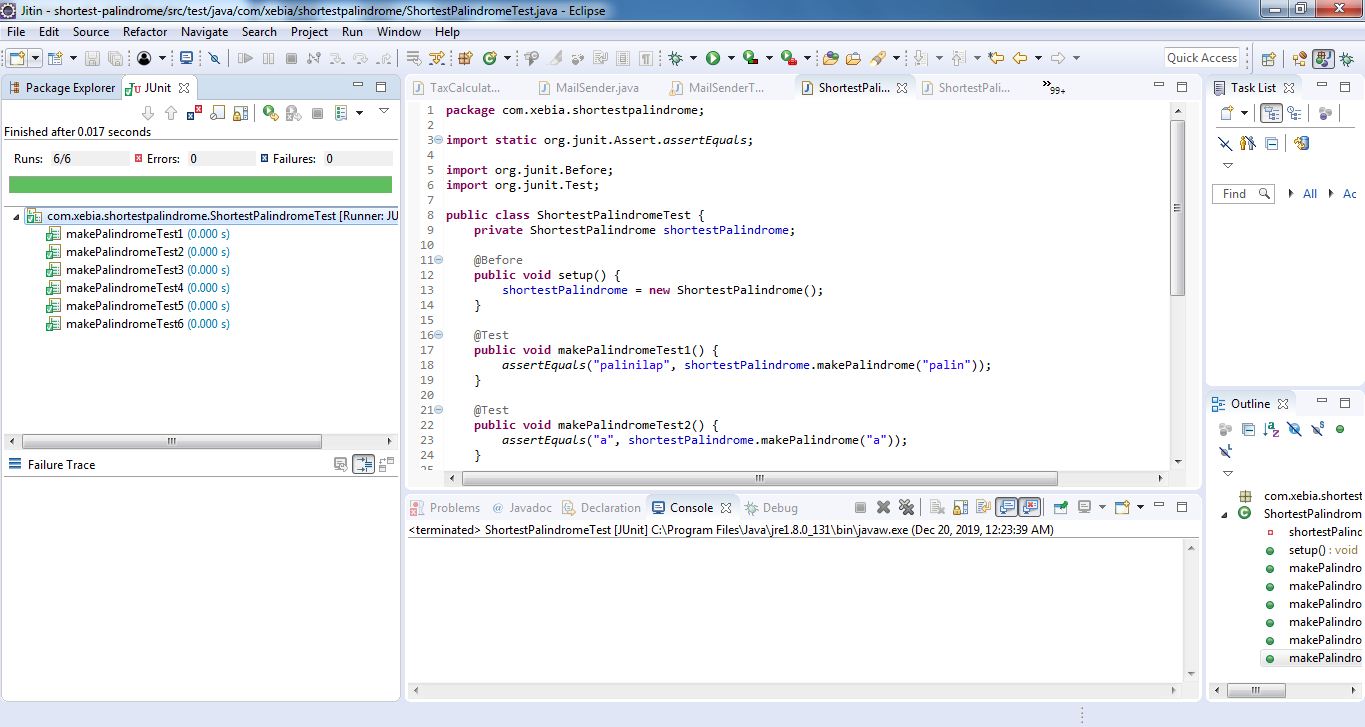 Jitin - shortest-palindrome/src/test/java/com/xebia/shortestpalindrome/ShortestPalindromeTest.java - Eclipse
File Edit Source Refactor Navigate Search Project Run Window Help
Quick Access
Package Explorer JUnit
Finished after 0.017 seconds
Runs: 6/6 Errors: 0 Failures: 0
com.xebia.shortestpalindrome.ShortestPalindromeTest [Runner: JU
makePalindromeTest1 (0.000 s)
makePalindromeTest2 (0.000 s)
makePalindromeTest3 (0.000 s)
makePalindromeTest4 (0.000 s)
makePalindromeTest5 (0.000 s)
makePalindromeTest6 (0.000 s)
Failure Trace
TaxCalculat... MailSender.java MailSenderT... ShortestPali... ShortestPali... »99+
1 package com.xebia.shortestpalindrome;
2
3 import static org.junit.Assert.assertEquals;
4
5 import org.junit.Before;
6 import org.junit.Test;
7
8 public class ShortestPalindromeTest {
9 private ShortestPalindrome shortestPalindrome;
10
11 @Before
12 public void setup() {
13 shortestPalindrome = new ShortestPalindrome();
14 }
15
16 @Test
17 public void makePalindromeTest1() {
18 assertEquals("palinilap", shortestPalindrome.makePalindrome("palin"));
19 }
20
21 @Test
22 public void makePalindromeTest2() {
23 assertEquals("a", shortestPalindrome.makePalindrome("a"));
24 }
25
Problems @ Javadoc Declaration Console Debug
<terminated> ShortestPalindromeTest [JUnit] C:\Program Files\Java\jre1.8.0_131\bin\javaw.exe (Dec 20, 2019, 12:23:39 AM)
Task List
Find All Ac
Outline
com.xebia.shortest
ShortestPalindrom
shortestPalinc
setup() : void
makePalindro
makePalindro
makePalindro
makePalindro
makePalindro
makePalindro